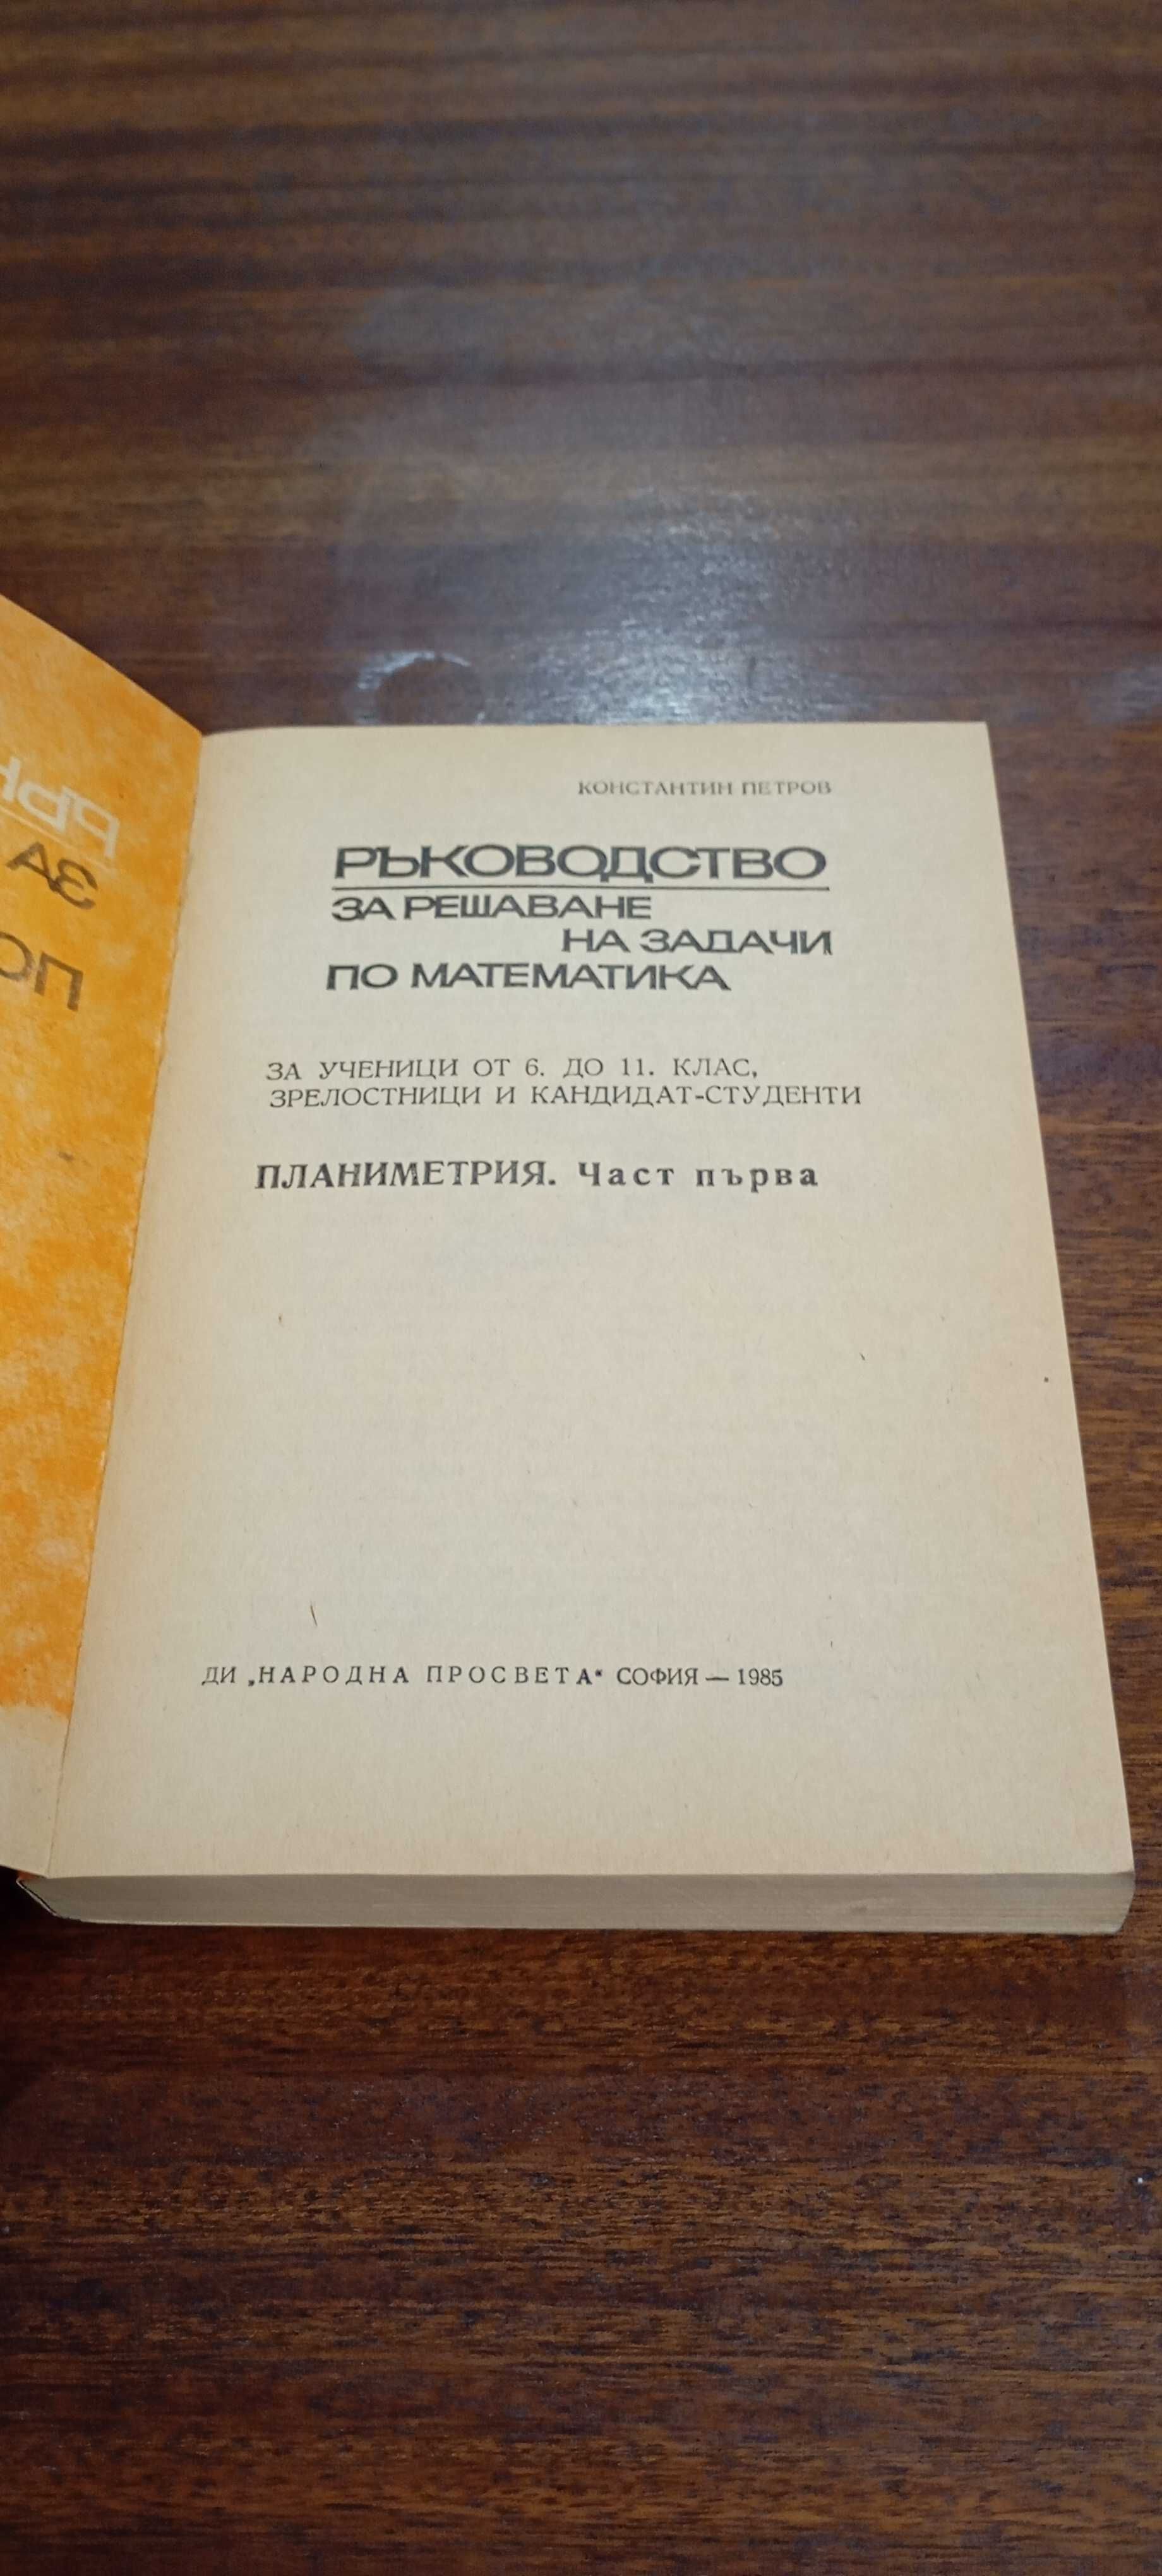 КОНСТАНТИН ПЕТРОВ
РЪКОВОДСТВО
ЗА РЕШАВАНЕ
НА ЗАДАЧИ
ПО МАТЕМАТИКА
ЗА УЧЕНИЦИ ОТ 6. ДО 11. КЛАС,
ЗРЕЛОСТНИЦИ И КАНДИДАТ-СТУДЕНТИ
ПЛАНИМЕТРИЯ. Част първа
ДИ „НАРОДНА ПРОСВЕТА“ СОФИЯ — 1985